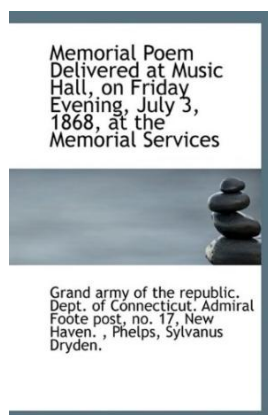 Memorial Poem
Delivered at Music
Hall, on Friday
Evening, July 3,
1868, at the
Memorial Services
Grand army of the republic.
Dept. of Connecticut. Admiral
Foote post, no. 17, New
Haven. , Phelps, Sylvanus
Dryden.